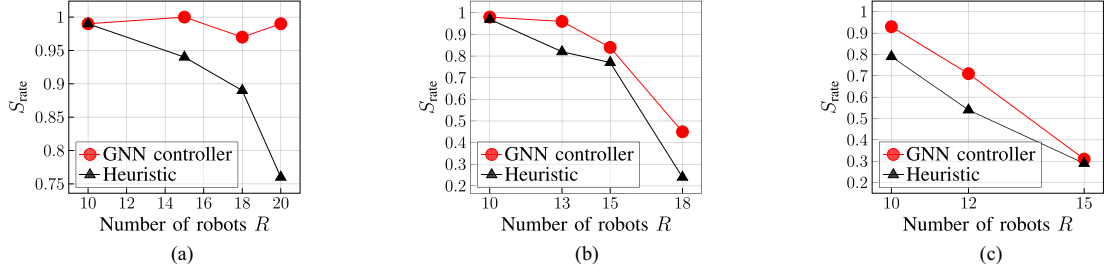 1
0.95
0.9
0.85
0.8
0.75
S_rate
GNN controller
Heuristic
10 12 14 16 18 20
Number of robots R
(a)
1
0.9
0.8
0.7
0.6
0.5
0.4
0.3
0.2
S_rate
GNN controller
Heuristic
10 13 15 18
Number of robots R
(b)
1
0.9
0.8
0.7
0.6
0.5
0.4
0.3
0.2
S_rate
GNN controller
Heuristic
10 12 15
Number of robots R
(c)